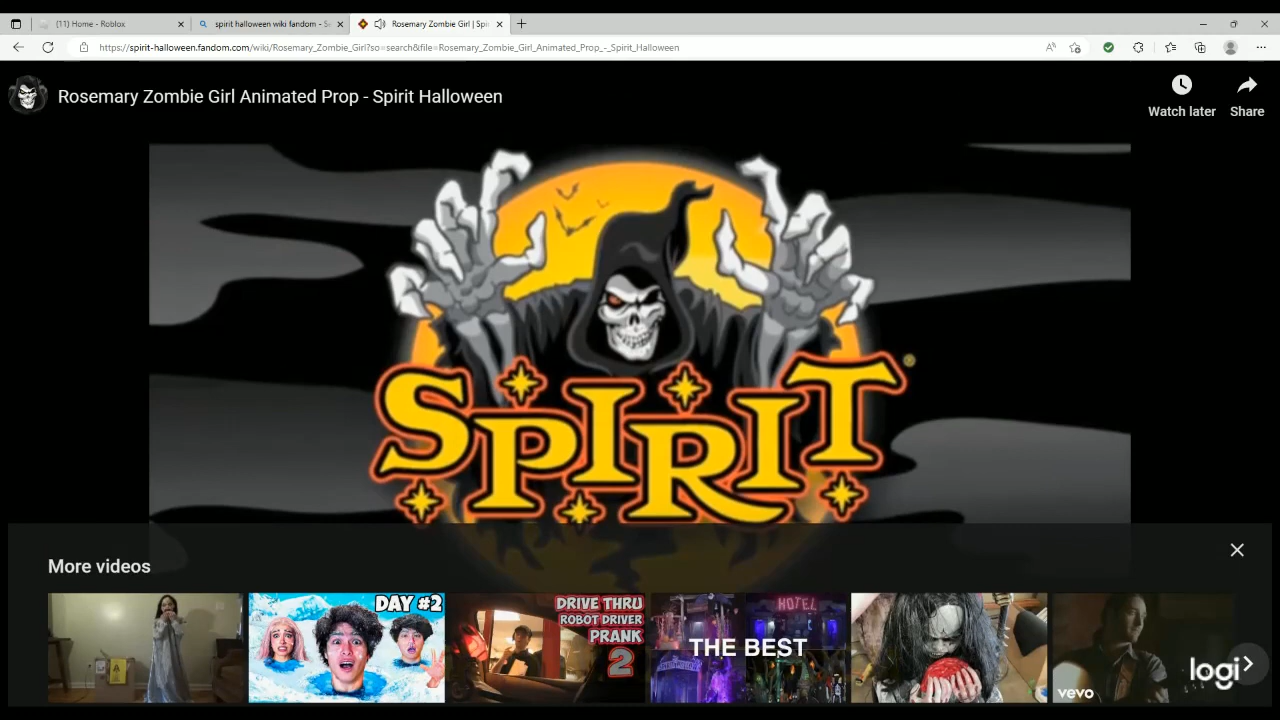 (11) Home - Roblox
spirit halloween wiki fandom - Se
Rosemary Zombie Girl | Spir
https://spirit-halloween.fandom.com/wiki/Rosemary_Zombie_Girl?so=search&file=Rosemary_Zombie_Girl_Animated_Prop_-_Spirit_Halloween
Rosemary Zombie Girl Animated Prop - Spirit Halloween
Watch later
Share
SPIRIT
®
More videos
DAY #2
DRIVE THRU
ROBOT DRIVER
PRANK
2
HOTEL
THE BEST
vevo
logi